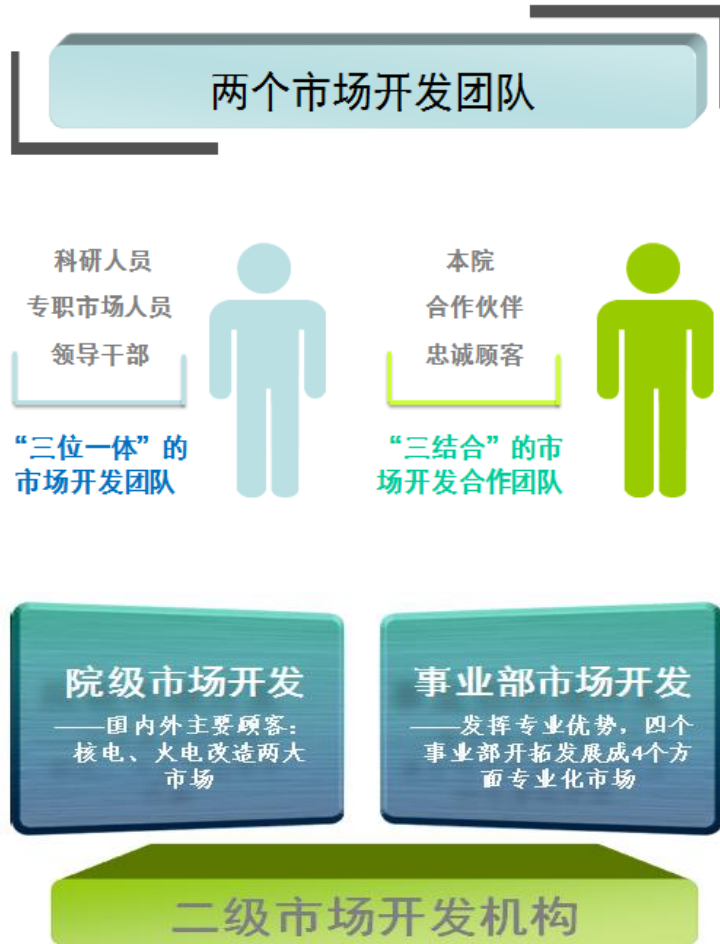 两个市场开发团队
科研人员
专职市场人员
领导干部
“三位一体”的
市场开发团队
本院
合作伙伴
忠诚顾客
“三结合”的市
场开发合作团队
院级市场开发
——国内外主要顾客：
核电、火电改造两大
市场
事业部市场开发
——发挥专业优势，四个
事业部开拓发展成4个方
面专业化市场
二级市场开发机构